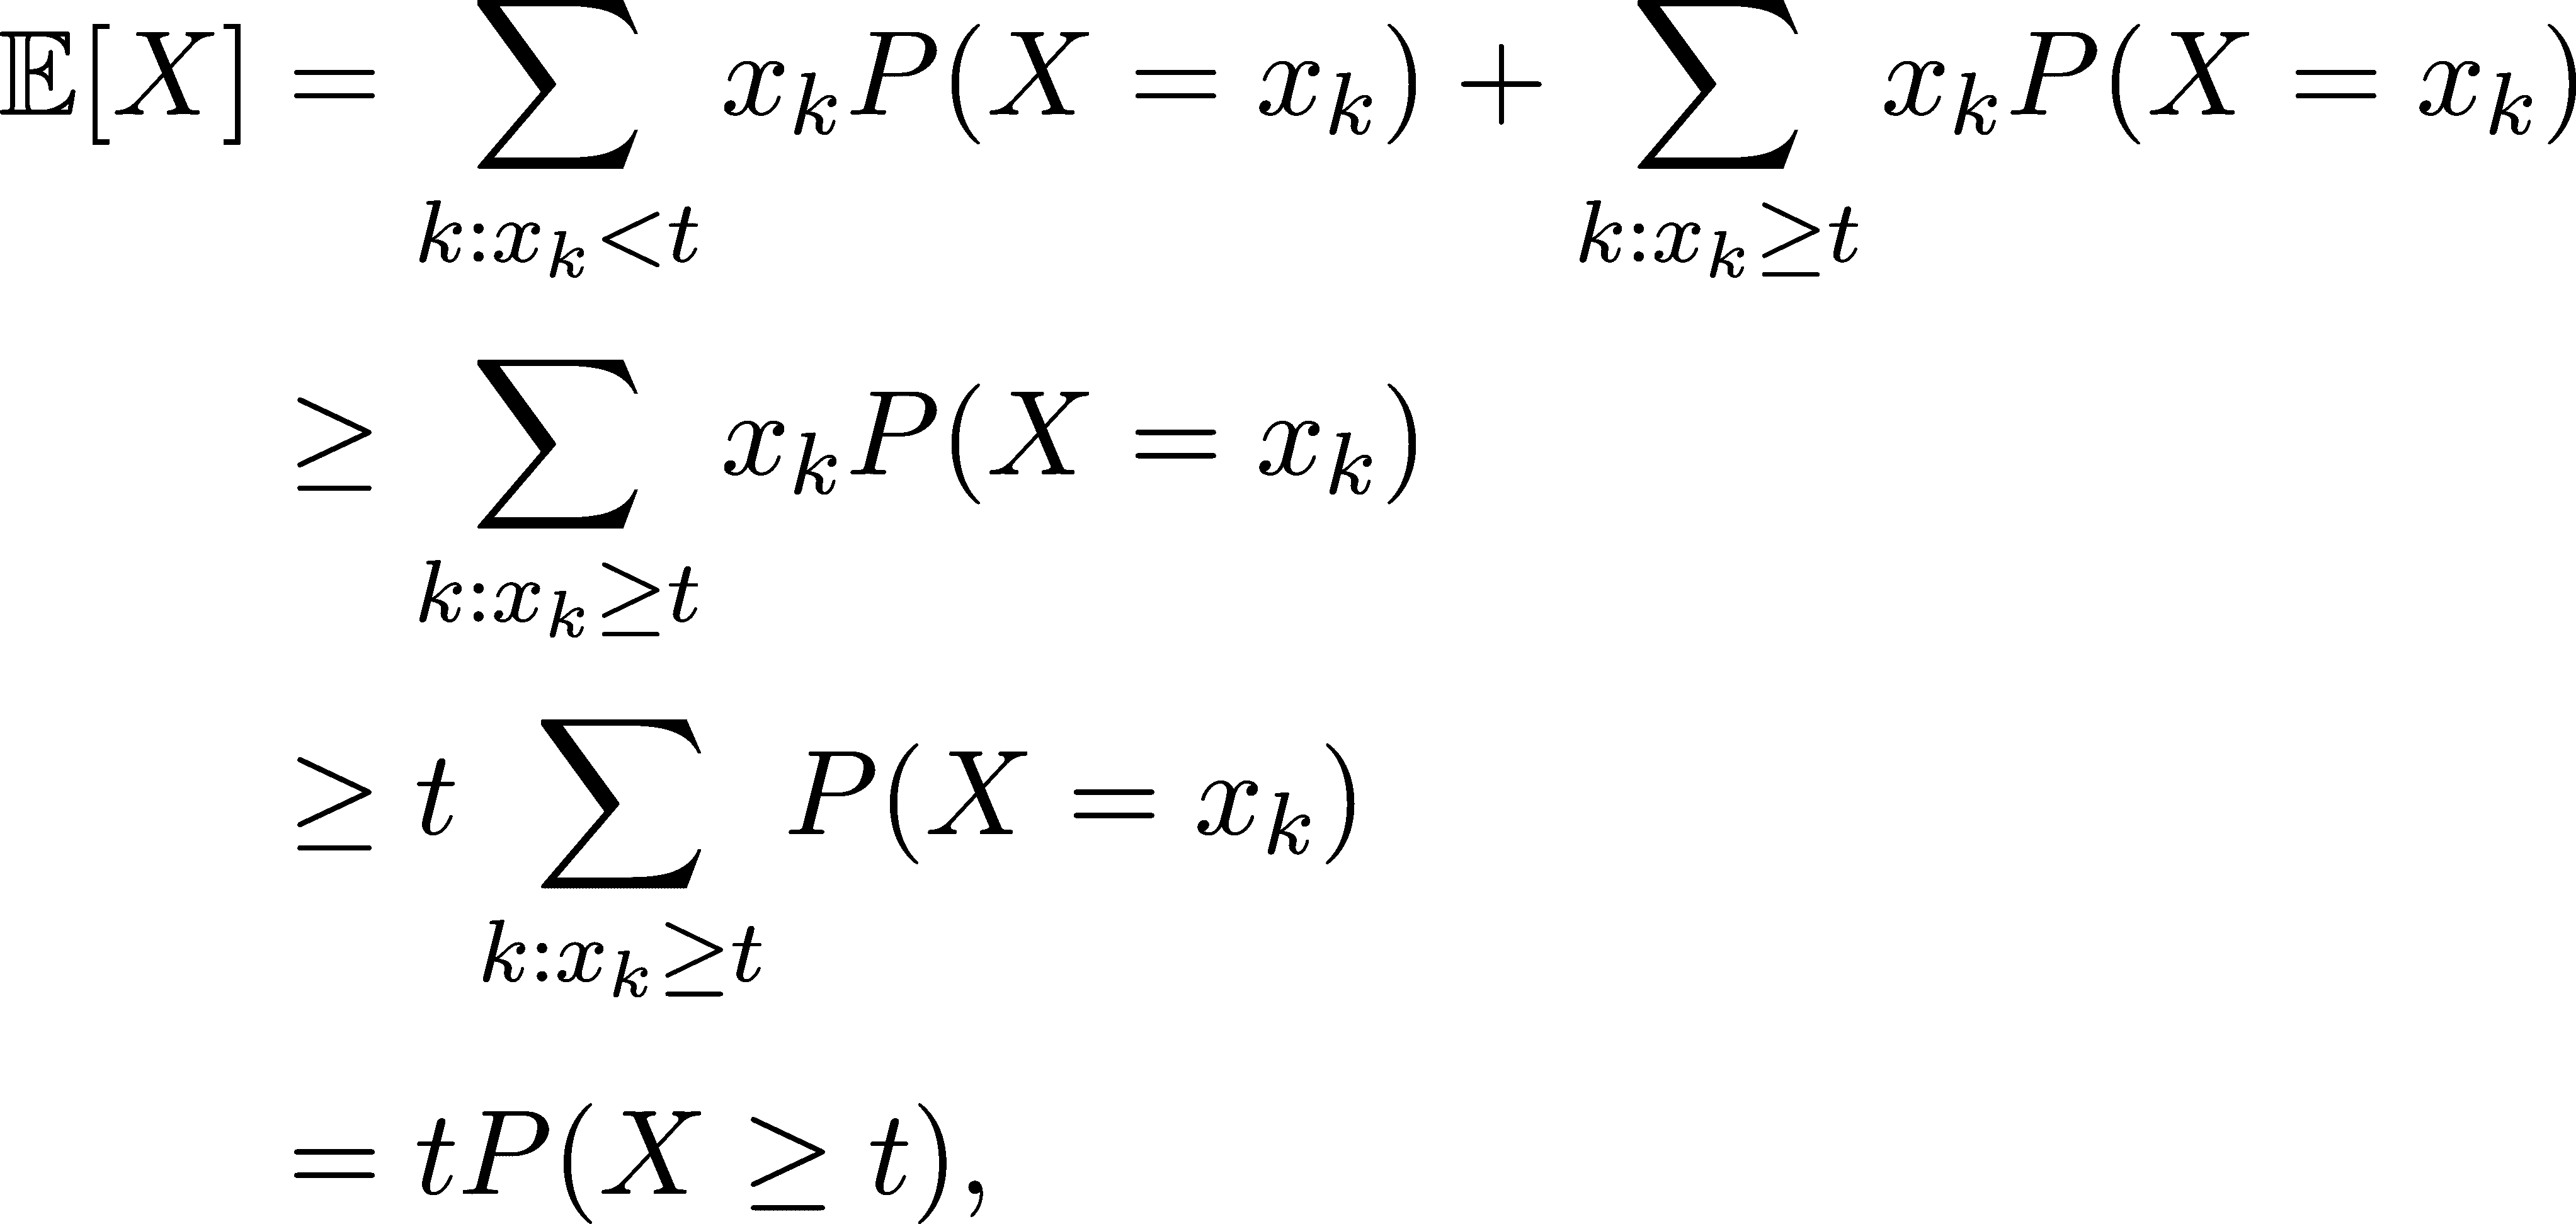 𝔼[X] = ∑_{k:x_k<t} x_k P(X = x_k) + ∑_{k:x_k≥t} x_k P(X = x_k)
≥ ∑_{k:x_k≥t} x_k P(X = x_k)
≥ t ∑_{k:x_k≥t} P(X = x_k)
= tP(X ≥ t),